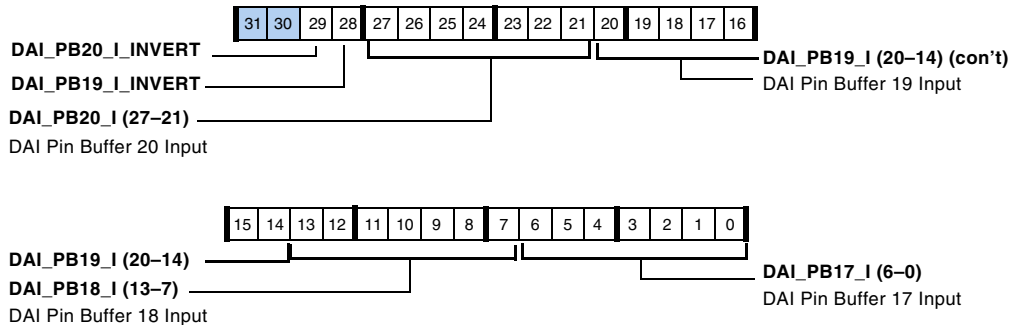 31 30 29 28 27 26 25 24 23 22 21 20 19 18 17 16
DAI_PB20_I_INVERT
DAI_PB19_I_INVERT
DAI_PB20_I (27–21)
DAI Pin Buffer 20 Input
DAI_PB19_I (20–14) (con't)
DAI Pin Buffer 19 Input
15 14 13 12 11 10 9 8 7 6 5 4 3 2 1 0
DAI_PB19_I (20–14)
DAI_PB18_I (13–7)
DAI Pin Buffer 18 Input
DAI_PB17_I (6–0)
DAI Pin Buffer 17 Input